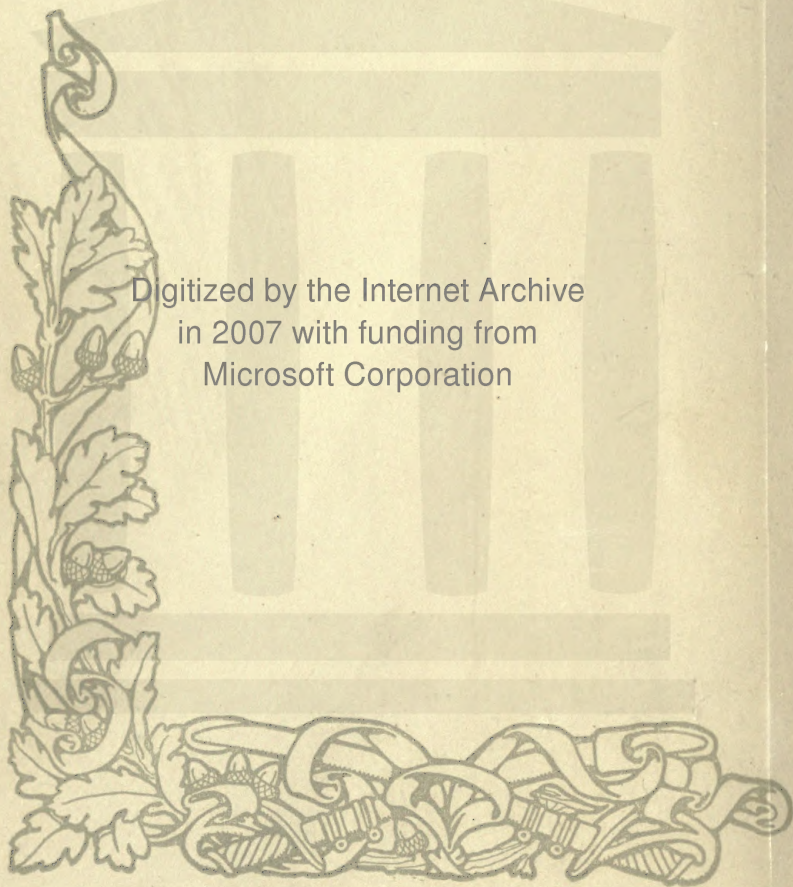 Digitized by the Internet Archive
in 2007 with funding from
Microsoft Corporation